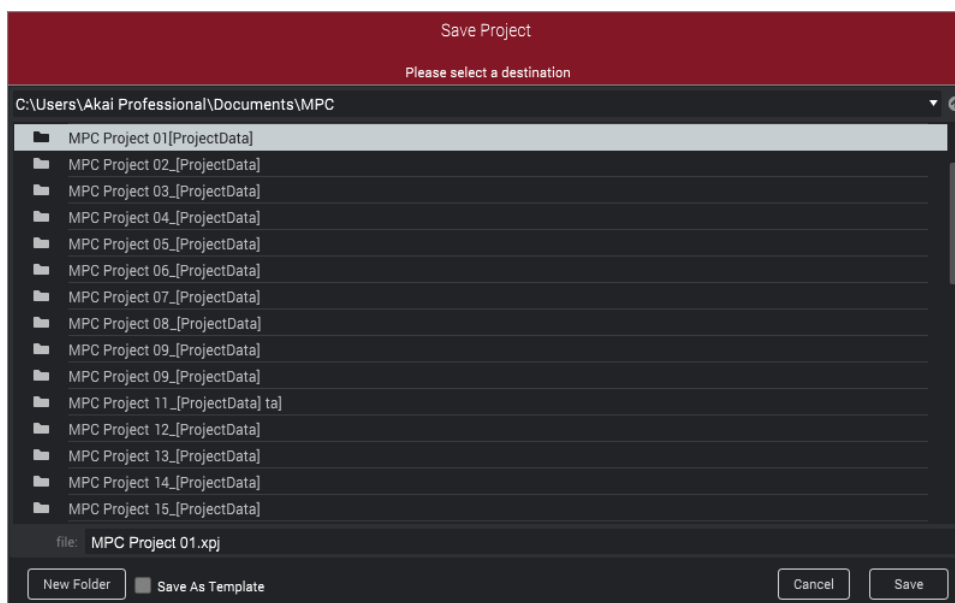 Save Project
Please select a destination
C:\Users\Akai Professional\Documents\MPC
MPC Project 01[ProjectData]
MPC Project 02_[ProjectData]
MPC Project 03_[ProjectData]
MPC Project 04_[ProjectData]
MPC Project 05_[ProjectData]
MPC Project 06_[ProjectData]
MPC Project 07_[ProjectData]
MPC Project 08_[ProjectData]
MPC Project 09_[ProjectData]
MPC Project 09_[ProjectData]
MPC Project 11_[ProjectData] ta]
MPC Project 12_[ProjectData]
MPC Project 13_[ProjectData]
MPC Project 14_[ProjectData]
MPC Project 15_[ProjectData]
file: MPC Project 01.xpj
New Folder Save As Template Cancel Save